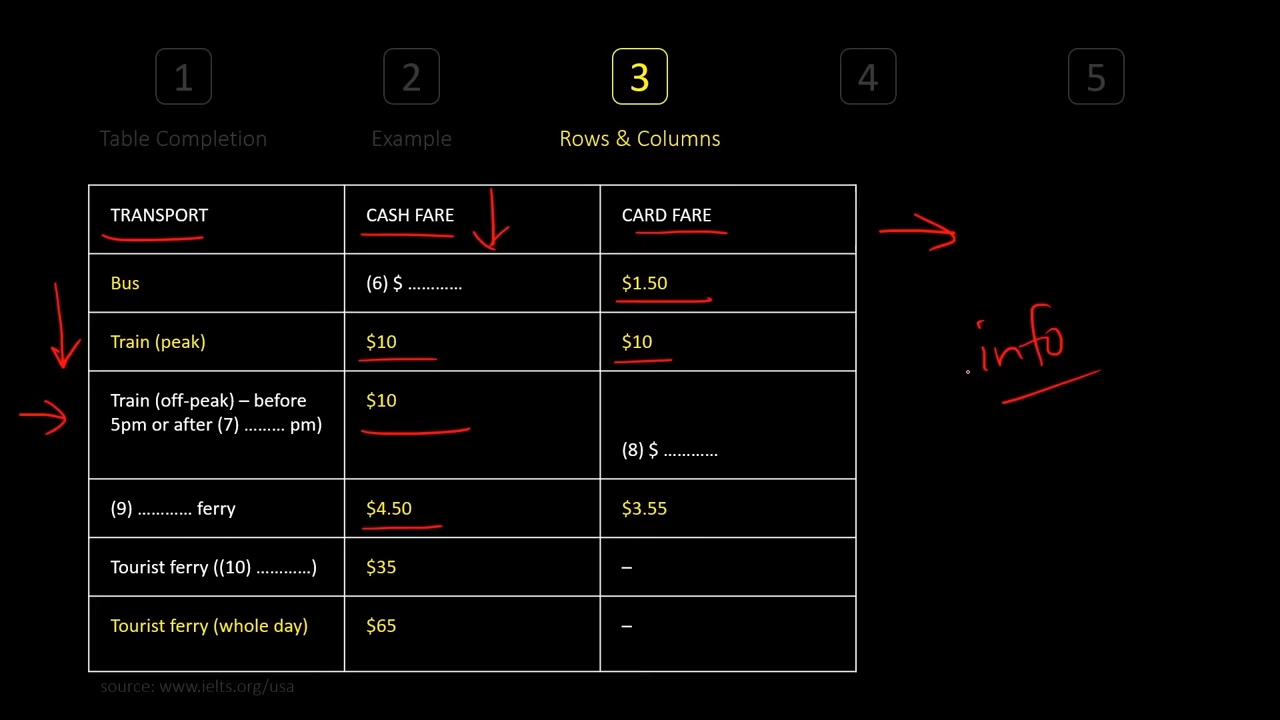 1 2 3 4 5
Table Completion Example Rows & Columns
TRANSPORT CASH FARE CARD FARE
Bus (6) $ ………… $1.50
Train (peak) $10 $10
Train (off-peak) – before $10
5pm or after (7) ……… pm)
(8) $ …………
(9) ………… ferry $4.50 $3.55
Tourist ferry ((10) …………) $35 –
Tourist ferry (whole day) $65 –
source: www.ielts.org/usa
info